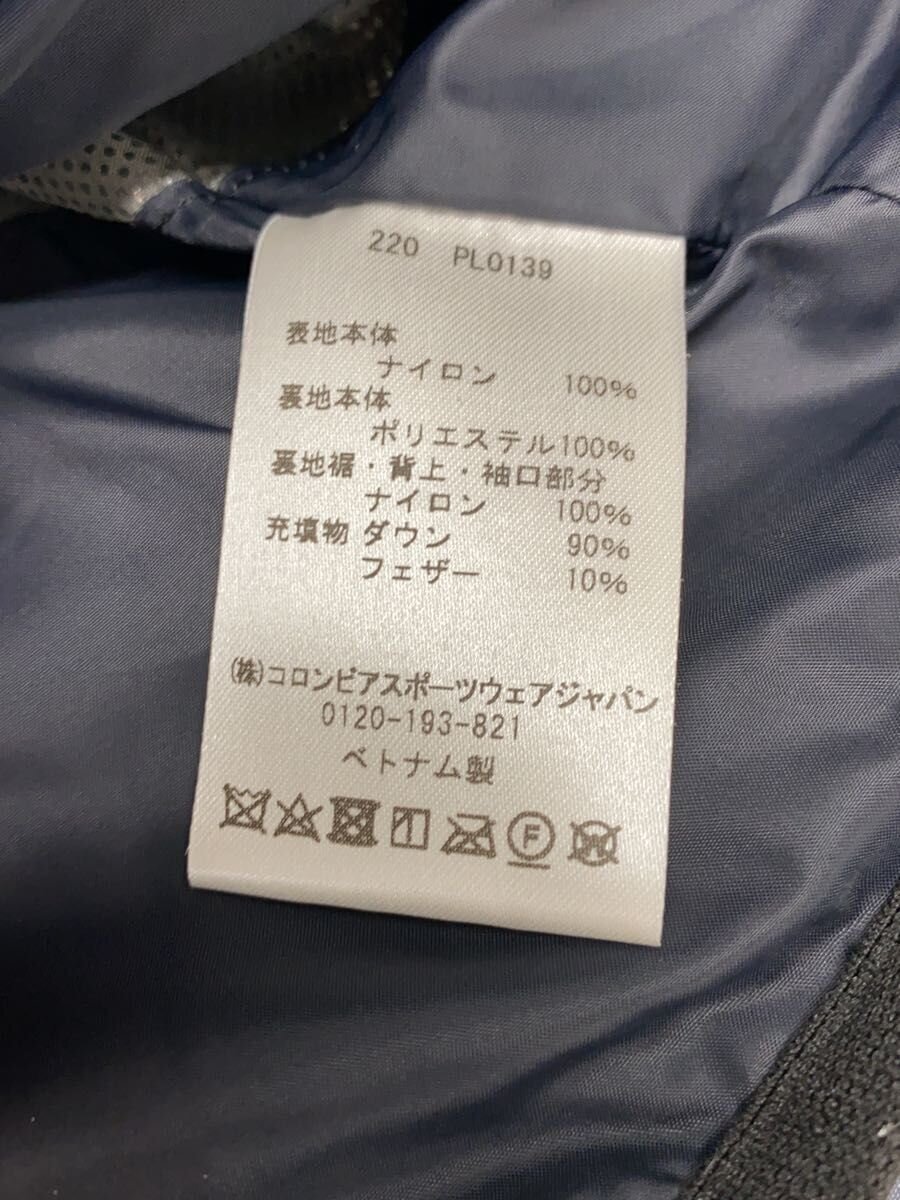 220 PL0139
表地本体
ナイロン 100%
裏地本体
ポリエステル100%
裏地裾・背上・袖口部分
ナイロン 100%
充填物 ダウン 90%
フェザー 10%
(株)コロンビアスポーツウェアジャパン
0120-193-821
ベトナム製
F
W